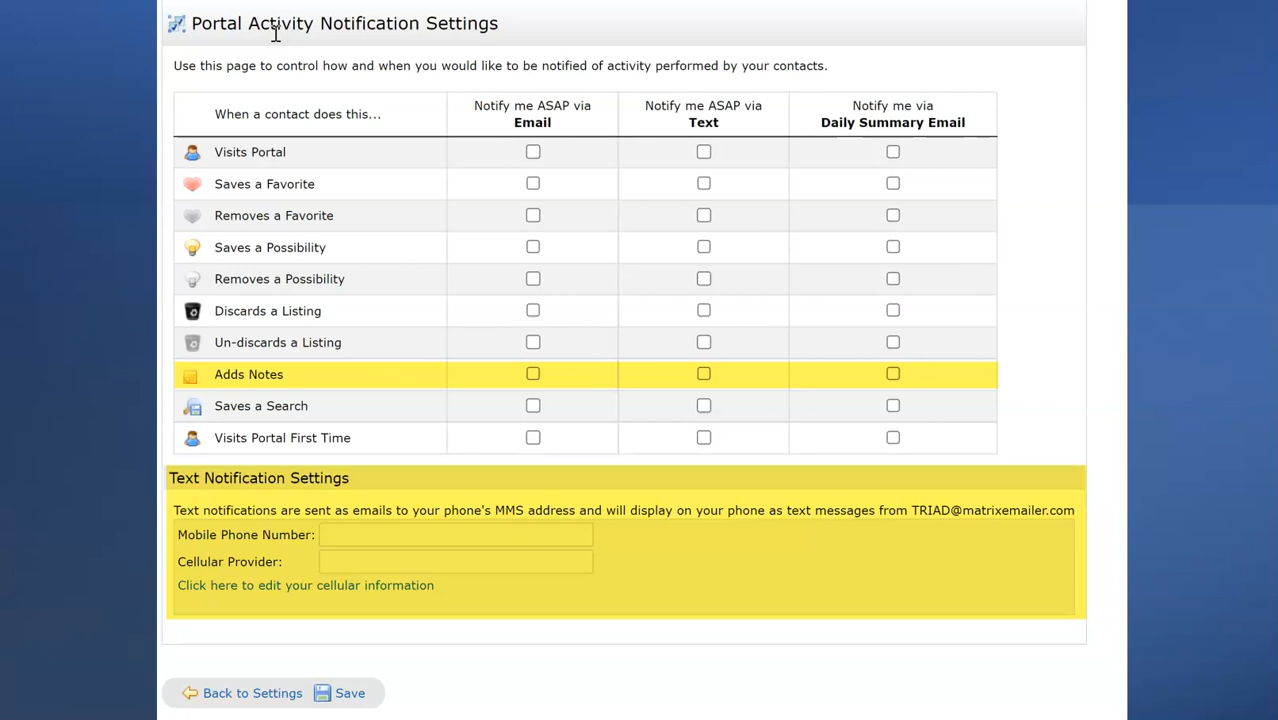 Portal Activity Notification Settings
Use this page to control how and when you would like to be notified of activity performed by your contacts.
When a contact does this... Notify me ASAP via Email Notify me ASAP via Text Notify me via Daily Summary Email
Visits Portal
Saves a Favorite
Removes a Favorite
Saves a Possibility
Removes a Possibility
Discards a Listing
Un-discards a Listing
Adds Notes
Saves a Search
Visits Portal First Time
Text Notification Settings
Text notifications are sent as emails to your phone's MMS address and will display on your phone as text messages from TRIAD@matrixemailer.com
Mobile Phone Number:
Cellular Provider:
Click here to edit your cellular information
Back to Settings Save